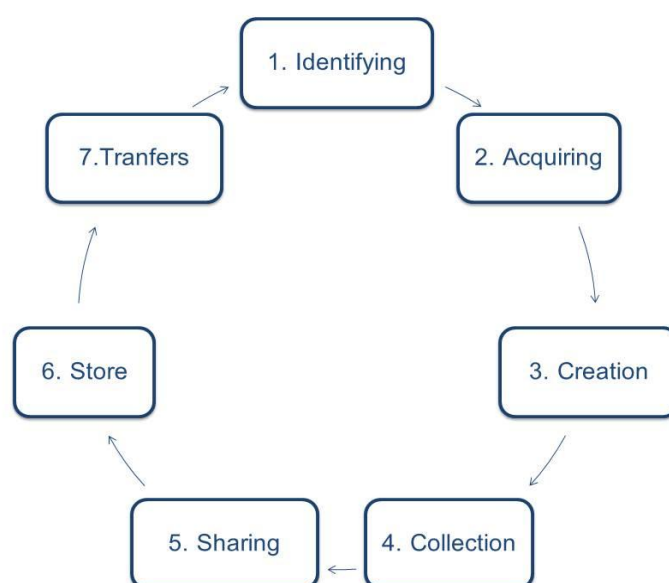 1. Identifying
2. Acquiring
3. Creation
4. Collection
5. Sharing
6. Store
7.Tranfers